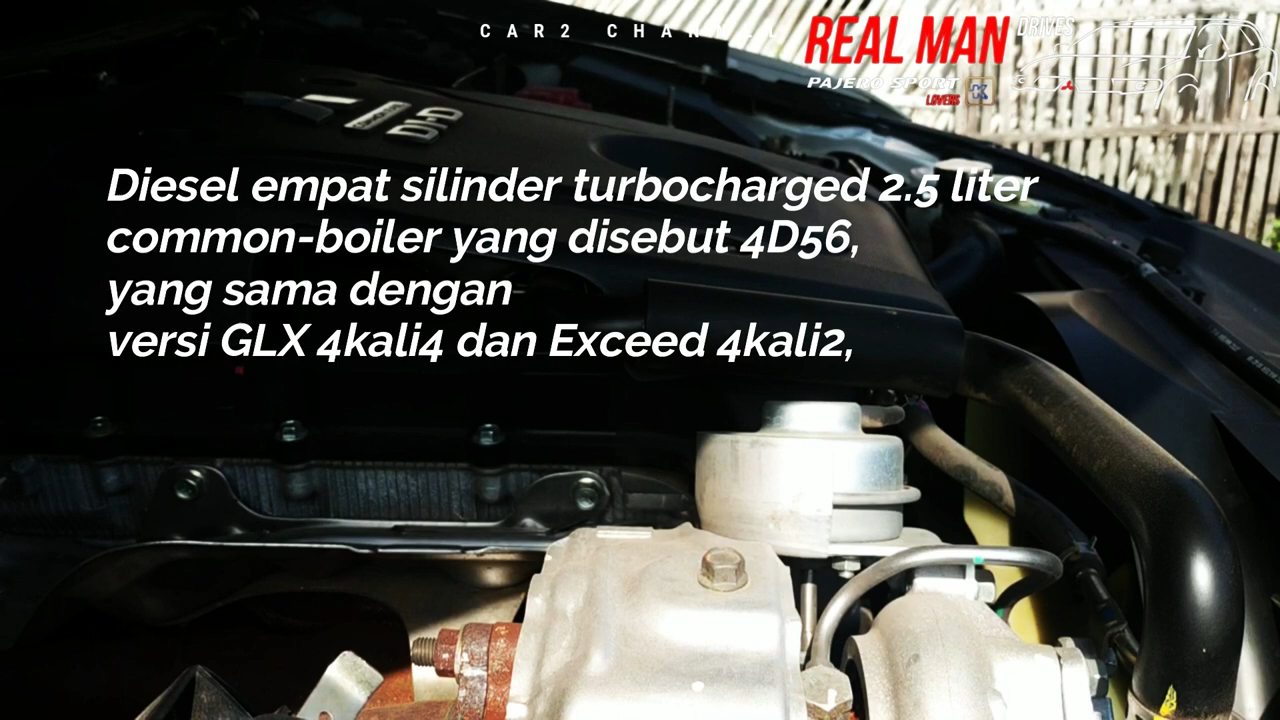 CAR2 CHANNEL
REAL MAN DRIVES
PAJERO SPORT
LOVERS
DI-D
Diesel empat silinder turbocharged 2.5 liter
common-boiler yang disebut 4D56,
yang sama dengan
versi GLX 4kali4 dan Exceed 4kali2,